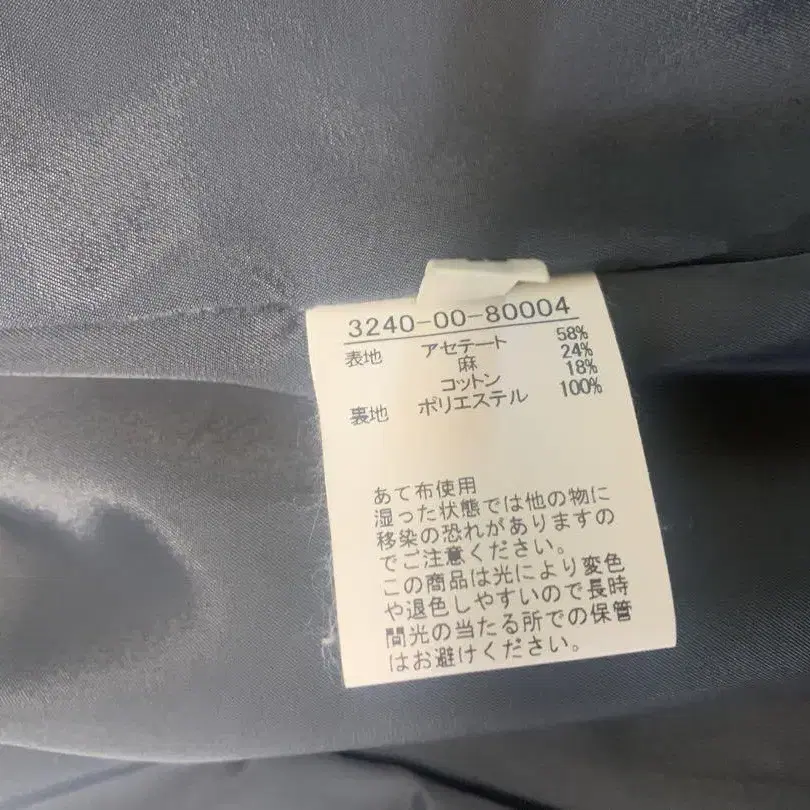 3240-00-80004
表地 アセテート 58%
麻 24%
コットン 18%
裏地 ポリエステル 100%
あて布使用
湿った状態では他の物に
移染の恐れがありますの
でご注意ください。
この商品は光により変色
や退色しやすいので長時
間光の当たる所での保管
はお避けください。